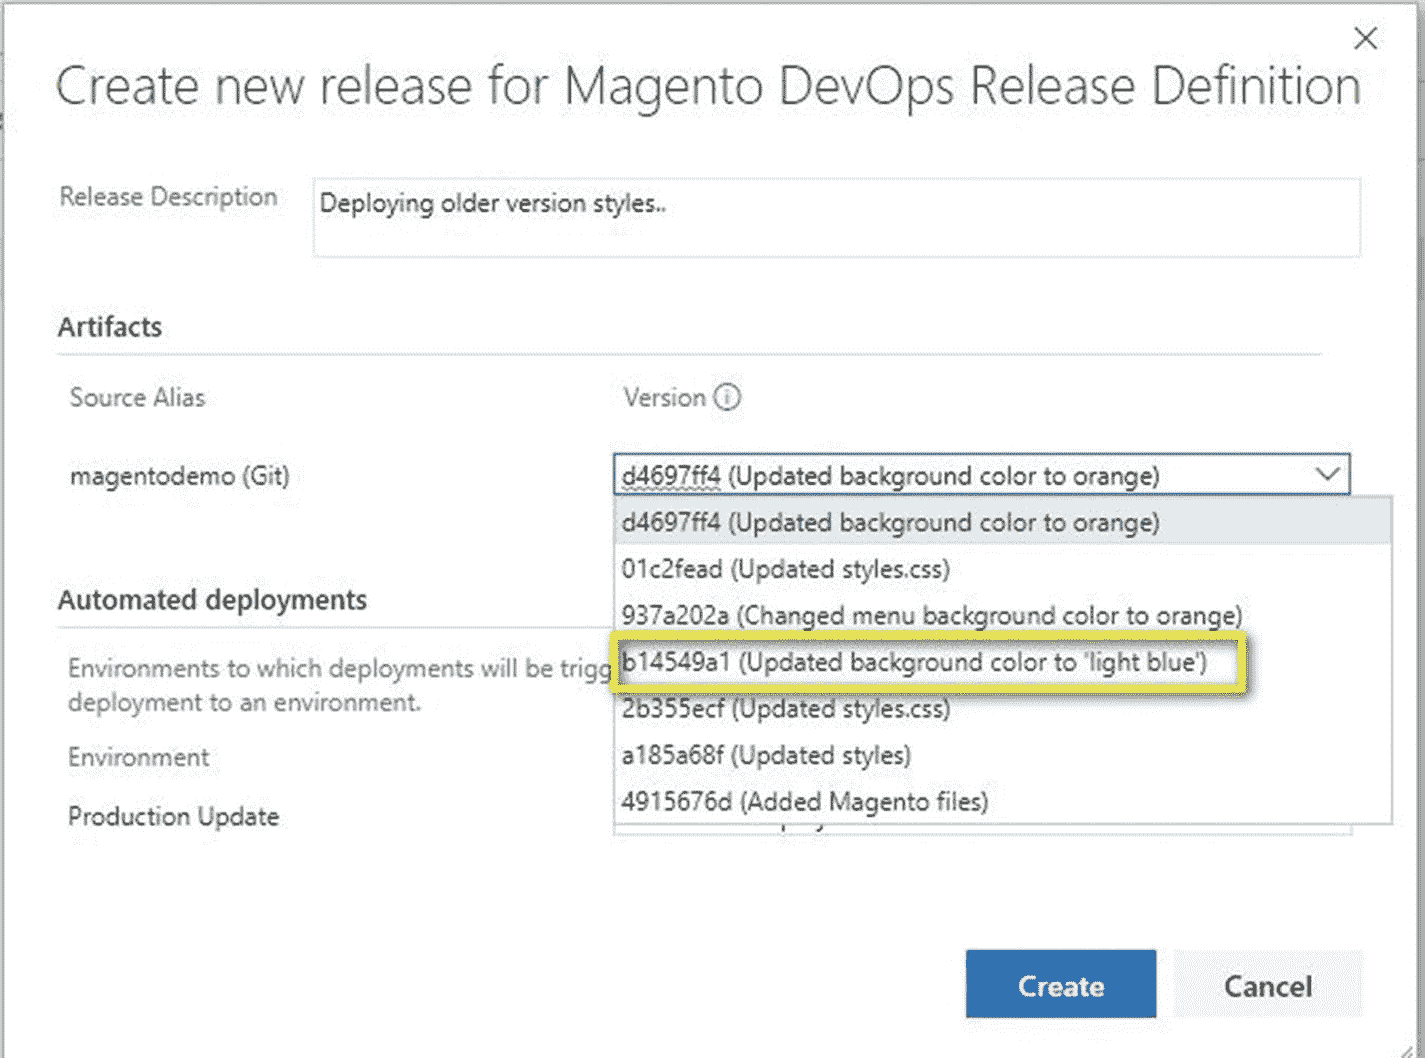 Create new release for Magento DevOps Release Definition
Release Description
Deploying older version styles..
Artifacts
Source Alias
Version
magentodemo (Git)
d4697ff4 (Updated background color to orange)
d4697ff4 (Updated background color to orange)
01c2fead (Updated styles.css)
937a202a (Changed menu background color to orange)
b14549a1 (Updated background color to 'light blue')
2b355ecf (Updated styles.css)
a185a68f (Updated styles)
4915676d (Added Magento files)
Automated deployments
Environments to which deployments will be trigg
deployment to an environment.
Environment
Production Update
Create
Cancel